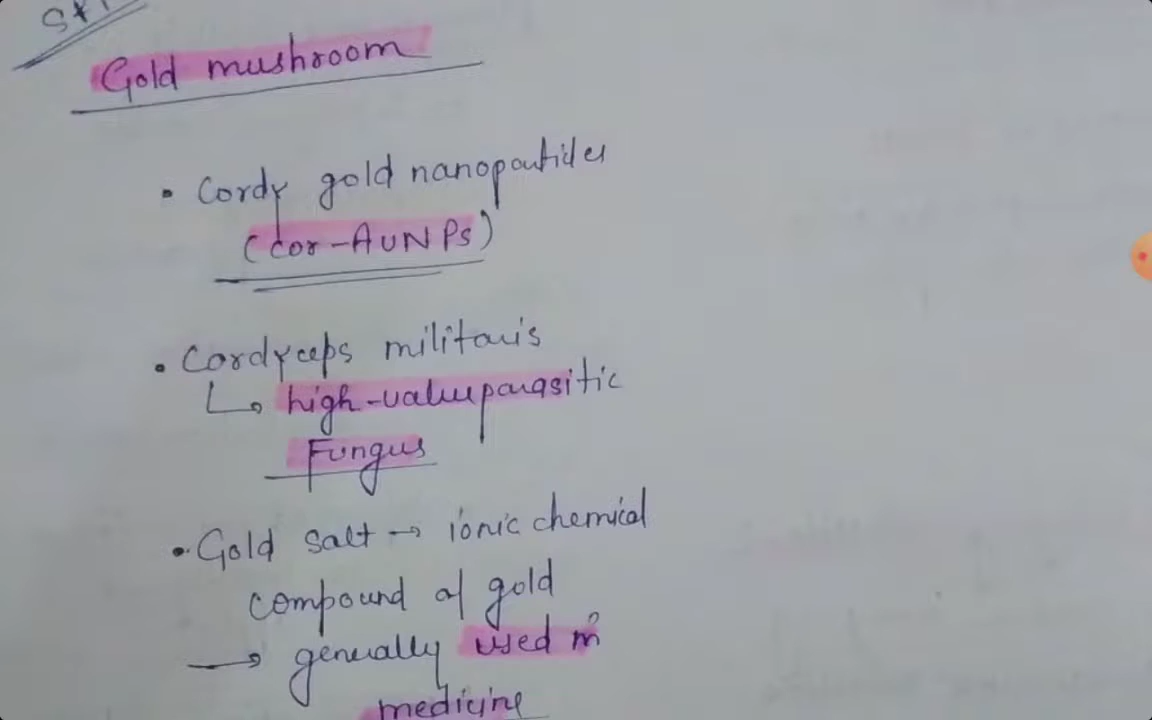 Gold mushroom
• Cordy gold nanoparticles
(cor-AuNPs)
• Cordyceps militaris
↳ high-value parasitic
Fungus
• Gold salt → ionic chemical
compound of gold
→ generally used in
medicine